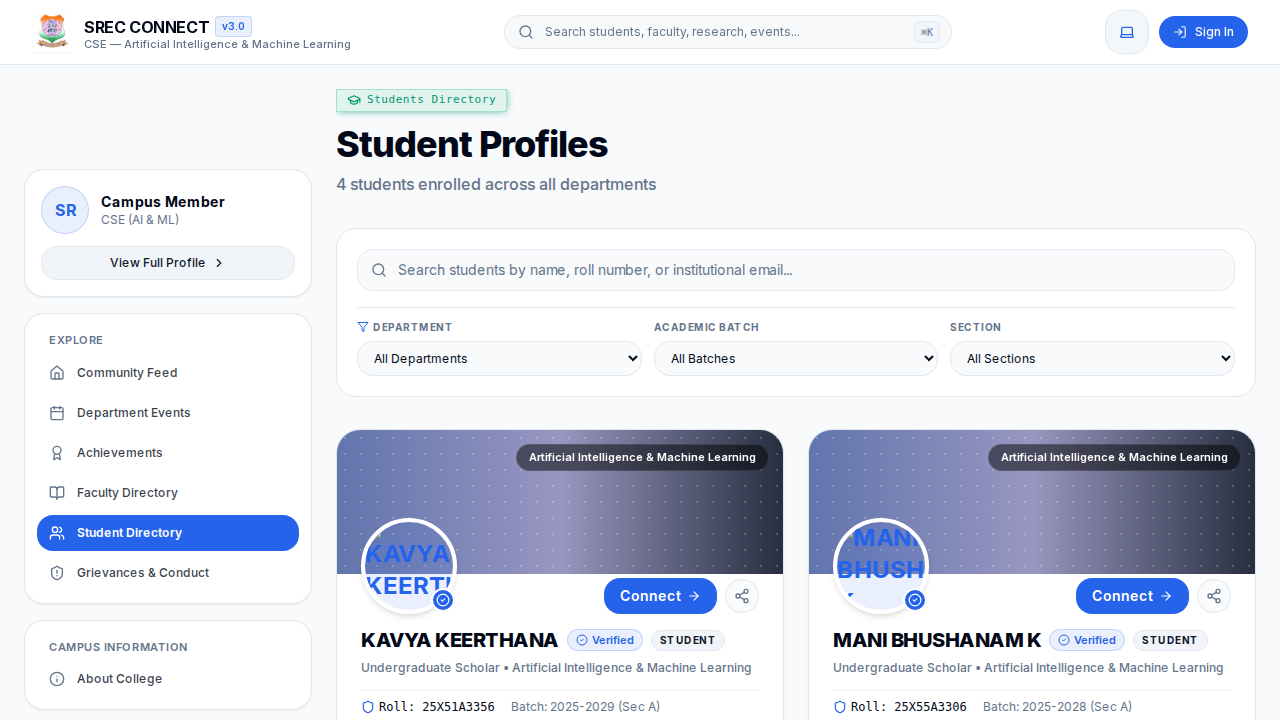 SREC CONNECT v3.0
CSE — Artificial Intelligence & Machine Learning
Search students, faculty, research, events...
⌘K
Sign In
Students Directory
Student Profiles
4 students enrolled across all departments
SR
Campus Member
CSE (AI & ML)
View Full Profile
EXPLORE
Community Feed
Department Events
Achievements
Faculty Directory
Student Directory
Grievances & Conduct
CAMPUS INFORMATION
About College
Search students by name, roll number, or institutional email...
DEPARTMENT
ACADEMIC BATCH
SECTION
All Departments
All Batches
All Sections
Artificial Intelligence & Machine Learning
KAVYA
Connect
KAVYA KEERTHANA Verified STUDENT
Undergraduate Scholar • Artificial Intelligence & Machine Learning
Roll: 25X51A3356 Batch: 2025-2029 (Sec A)
Artificial Intelligence & Machine Learning
Connect
MANI BHUSHANAM K Verified STUDENT
Undergraduate Scholar • Artificial Intelligence & Machine Learning
Roll: 25X55A3306 Batch: 2025-2028 (Sec A)